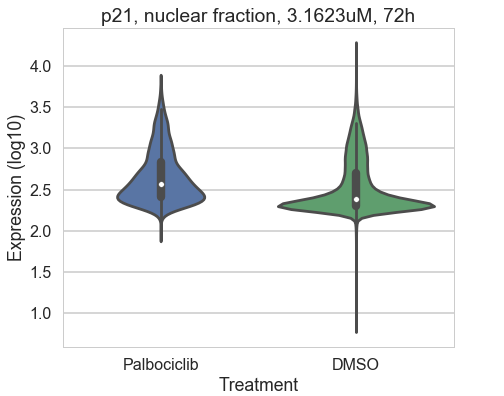 p21, nuclear fraction, 3.1623uM, 72h
Expression (log10)
4.0
3.5
3.0
2.5
2.0
1.5
1.0
Palbociclib DMSO
Treatment